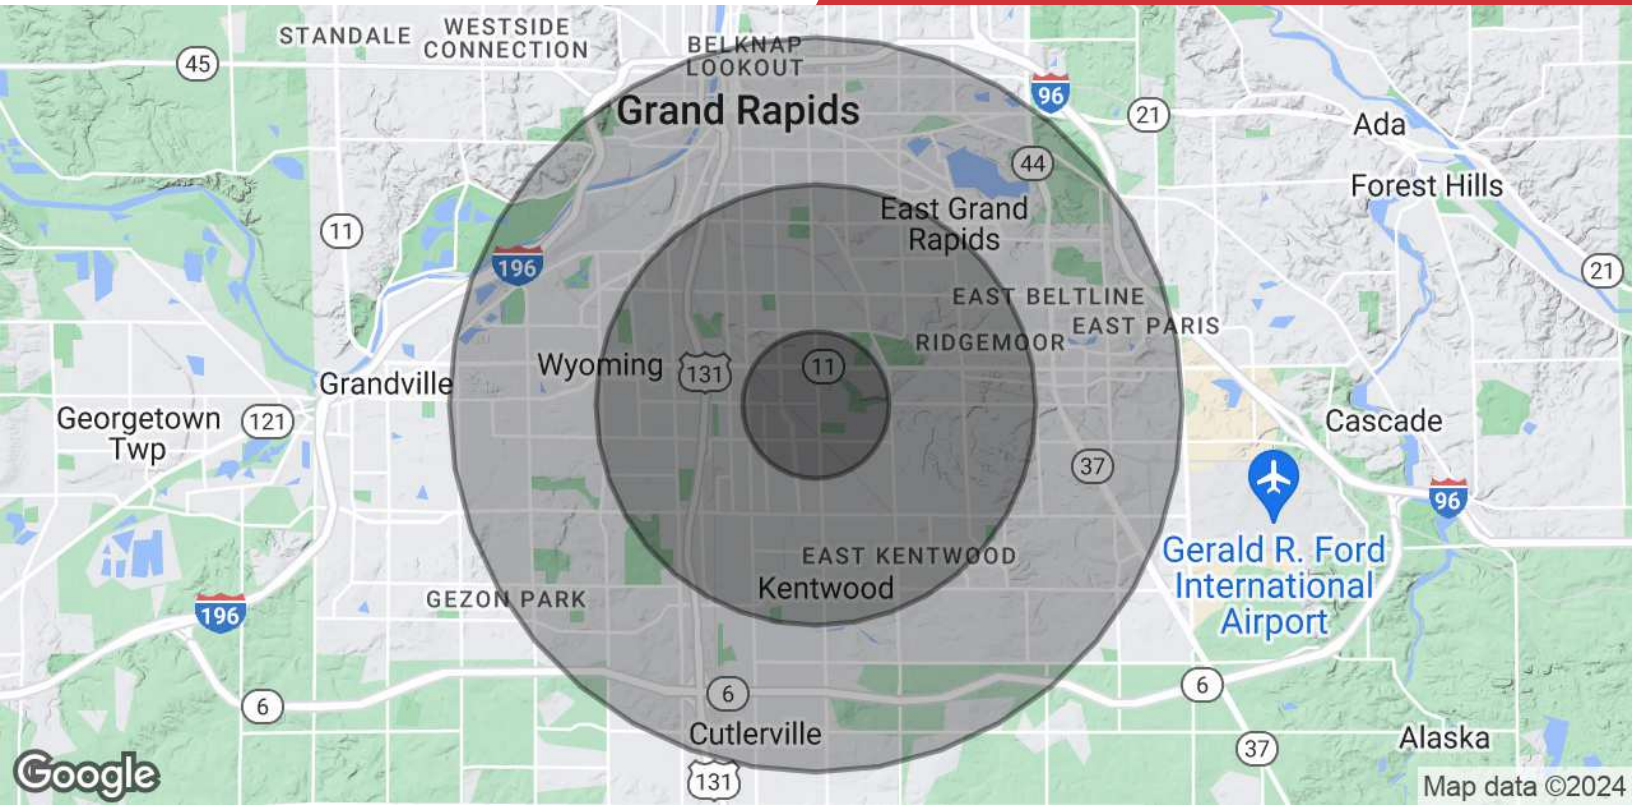 STANDALE
WESTSIDE
CONNECTION
BELKNAP
LOOKOUT
45
Grand Rapids
96
21
Ada
44
Forest Hills
11
East Grand
Rapids
196
21
EAST BELTLINE
EAST PARIS
RIDGEMOOR
Wyoming
131
11
Grandville
Georgetown
Twp
121
Cascade
37
96
Gerald R. Ford
International
Airport
EAST KENTWOOD
Kentwood
GEZON PARK
196
6
6
6
Cutlerville
Alaska
37
131
Google
Map data ©2024